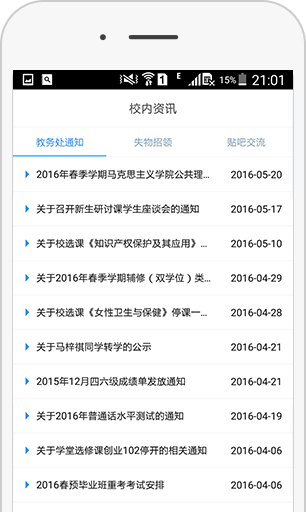 E 1 15% 21:01
校内资讯
教务处通知 失物招领 贴吧交流
2016年春季学期马克思主义学院公共理... 2016-05-20
关于召开新生研讨课学生座谈会的通知 2016-05-17
关于校选课《知识产权保护及其应用》... 2016-05-10
关于2016年春季学期辅修（双学位）类... 2016-04-29
关于校选课《女性卫生与保健》停课一... 2016-04-28
关于马梓祺同学转学的公示 2016-04-21
2015年12月四六级成绩单发放通知 2016-04-21
关于2016年普通话水平测试的通知 2016-04-19
关于学堂选修课创业102停开的相关通知 2016-04-06
2016春预毕业班重考考试安排 2016-04-06